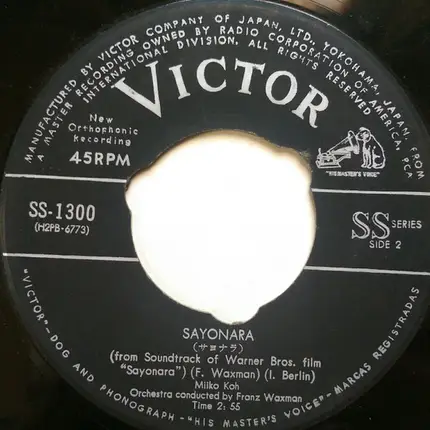 MANUFACTURED BY VICTOR COMPANY OF JAPAN, LTD., YOKOHAMA, JAPAN, FROM
A MASTER RECORDING OWNED BY RADIO CORPORATION OF AMERICA, RCA
INTERNATIONAL DIVISION, ALL RIGHTS RESERVED
VICTOR
New
Orthophonic
Recording
45RPM
"HIS MASTER'S VOICE"
SS-1300
(H2PB-6773)
SS SERIES
SIDE 2
SAYONARA
(サヨナラ)
(from Soundtrack of Warner Bros. film
"Sayonara") (F. Waxman) (I. Berlin)
Miiko Koh
Orchestra conducted by Franz Waxman
Time 2: 55
"VICTOR"–DOG AND PHONOGRAPH–"HIS MASTER'S VOICE"–MARCAS REGISTRADAS